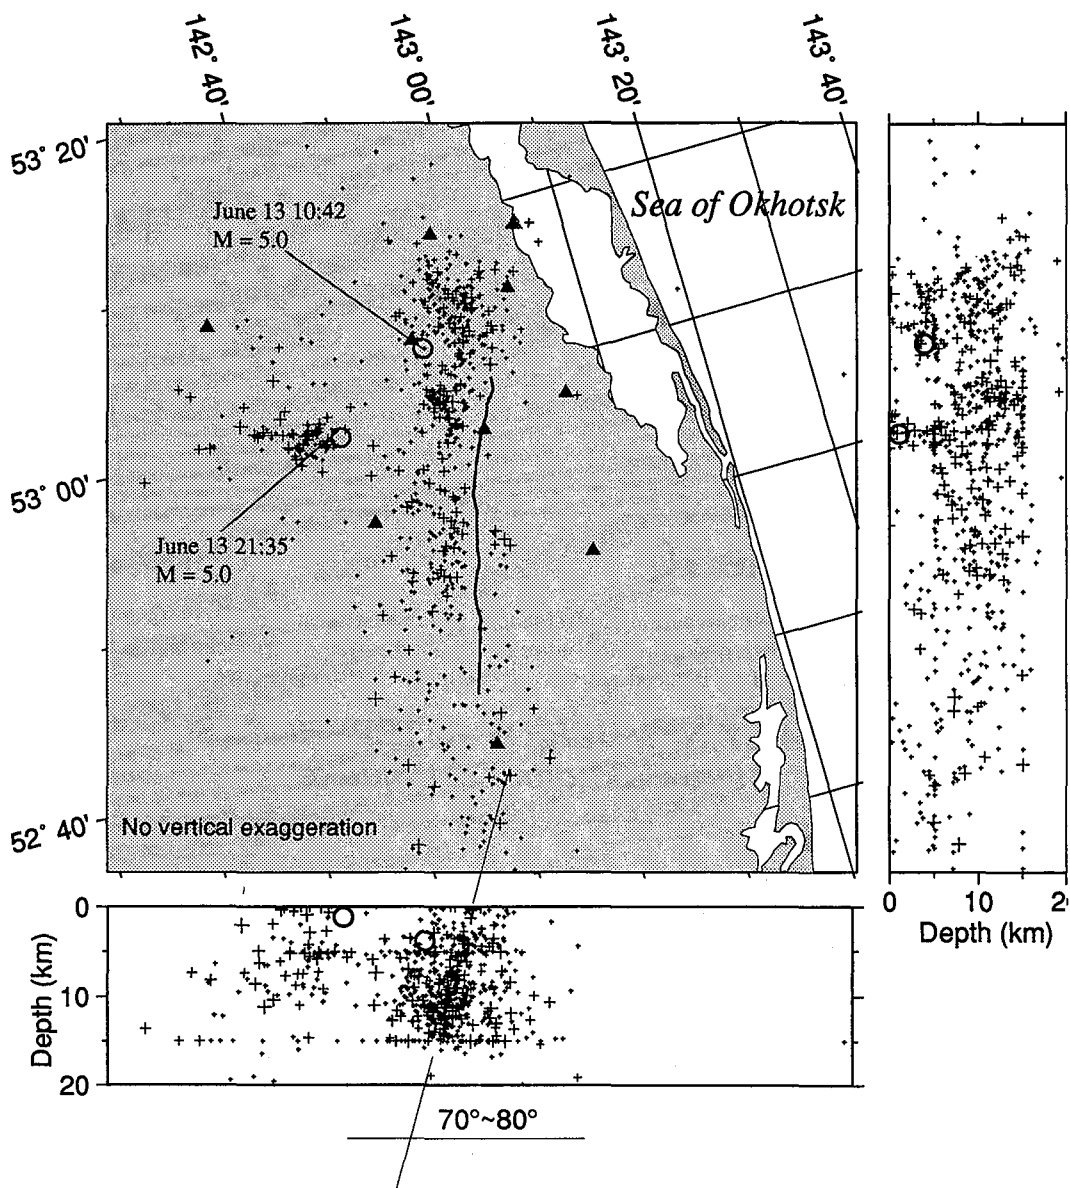 142° 40'
143° 00'
143° 20'
143° 40'
53° 20'
June 13 10:42
M = 5.0
Sea of Okhotsk
53° 00'
June 13 21:35
M = 5.0
52° 40'
No vertical exaggeration
0
10
2
Depth (km)
0
10
20
Depth (km)
70°~80°